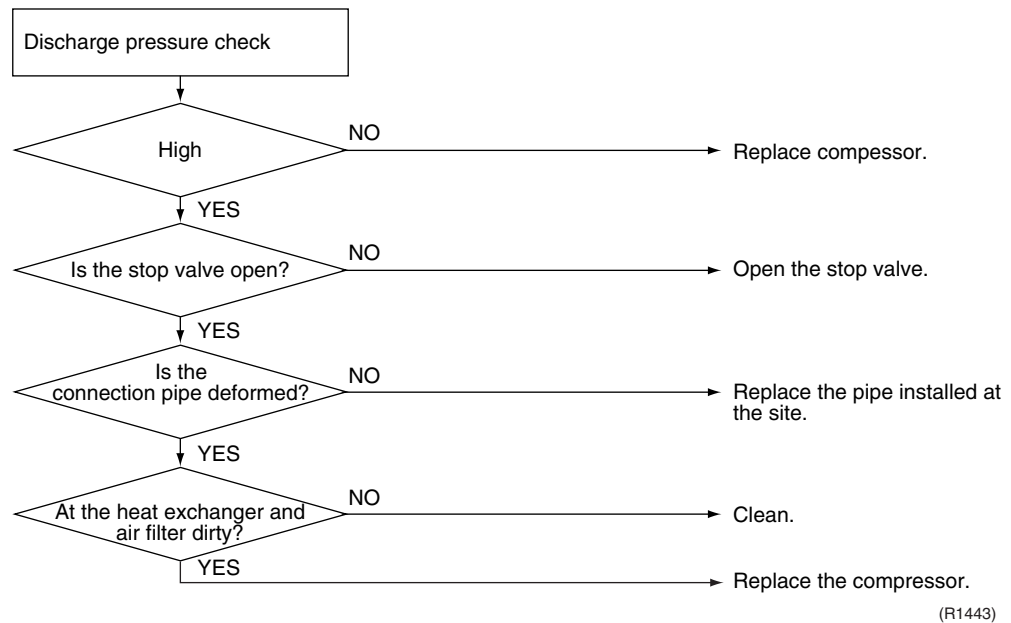 Discharge pressure check
High
NO
Replace compessor.
YES
Is the stop valve open?
NO
Open the stop valve.
YES
Is the
connection pipe deformed?
NO
Replace the pipe installed at
the site.
YES
At the heat exchanger and
air filter dirty?
NO
Clean.
YES
Replace the compressor.
(R1443)